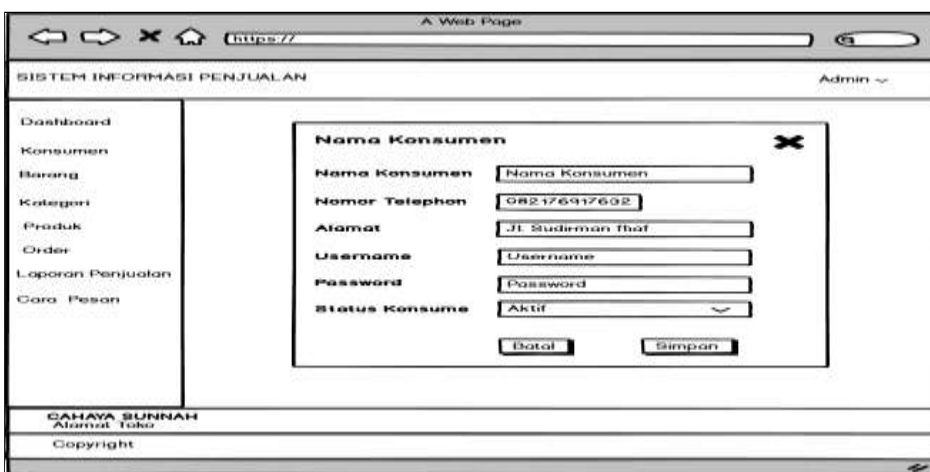 A Web Page
https://
SISTEM INFORMASI PENJUALAN
Admin
Dashboard
Konsumen
Barang
Kategori
Produk
Order
Laporan Penjualan
Cara Pesan
Nama Konsumen
Nama Konsumen Nama Konsumen
Nomor Telephon 082176917602
Alamat Jl. Sudirman
Username Username
Password Password
Status Konsume Aktif
Batal Simpan
CAHAYA SUNNAH
Alamat Toko
Copyright